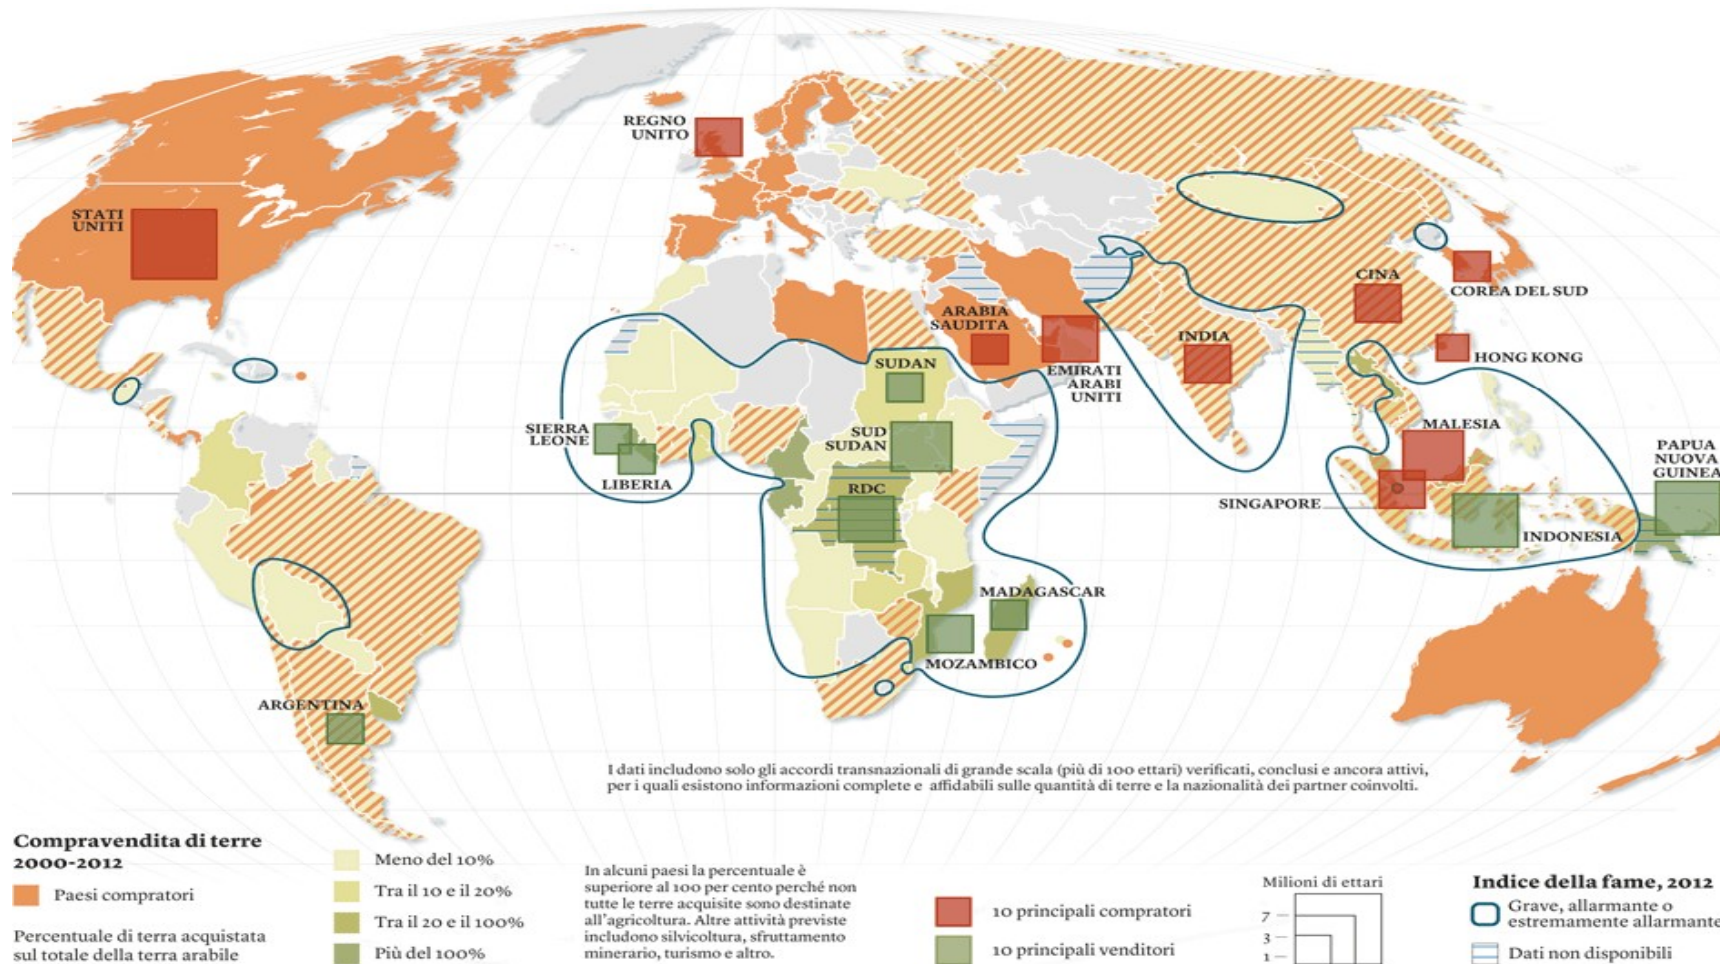 REGNO
UNITO
STATI
UNITI
CINA
COREA DEL SUD
ARABIA
SAUDITA
INDIA
HONG KONG
SUDAN
EMIRATI
ARABI
UNITI
SIERRA
LEONE
SUD
SUDAN
MALESIA
PAPUA
NUOVA
GUINEA
LIBERIA
RDC
SINGAPORE
INDONESIA
MADAGASCAR
MOZAMBICO
ARGENTINA
I dati includono solo gli accordi transnazionali di grande scala (più di 100 ettari) verificati, conclusi e ancora attivi,
per i quali esistono informazioni complete e affidabili sulle quantità di terre e la nazionalità dei partner coinvolti.
Compravendita di terre
2000-2012
Paesi compratori
Percentuale di terra acquistata
sul totale della terra arabile
Meno del 10%
Tra il 10 e il 20%
Tra il 20 e il 100%
Più del 100%
In alcuni paesi la percentuale è
superiore al 100 per cento perché non
tutte le terre acquisite sono destinate
all'agricoltura. Altre attività previste
includono silvicoltura, sfruttamento
minerario, turismo e altro.
10 principali compratori
10 principali venditori
Milioni di ettari
7
3
1
Indice della fame, 2012
Grave, allarmante o
estremamente allarmante
Dati non disponibili